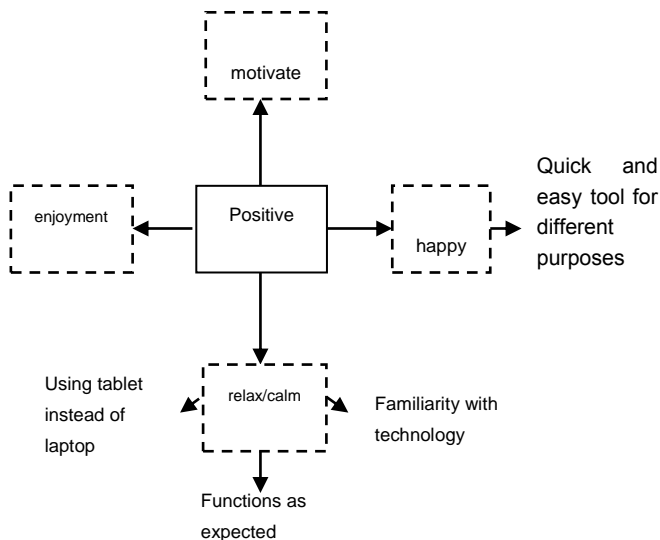 motivate
enjoyment
Positive
happy
Quick and
easy tool for
different
purposes
Using tablet
instead of
laptop
relax/calm
Familiarity with
technology
Functions as
expected